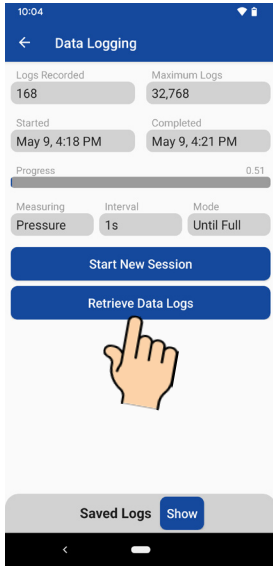 10:04
Data Logging
Logs Recorded Maximum Logs
168 32,768
Started Completed
May 9, 4:18 PM May 9, 4:21 PM
Progress 0.51
Measuring Interval Mode
Pressure 1s Until Full
Start New Session
Retrieve Data Logs
Saved Logs Show